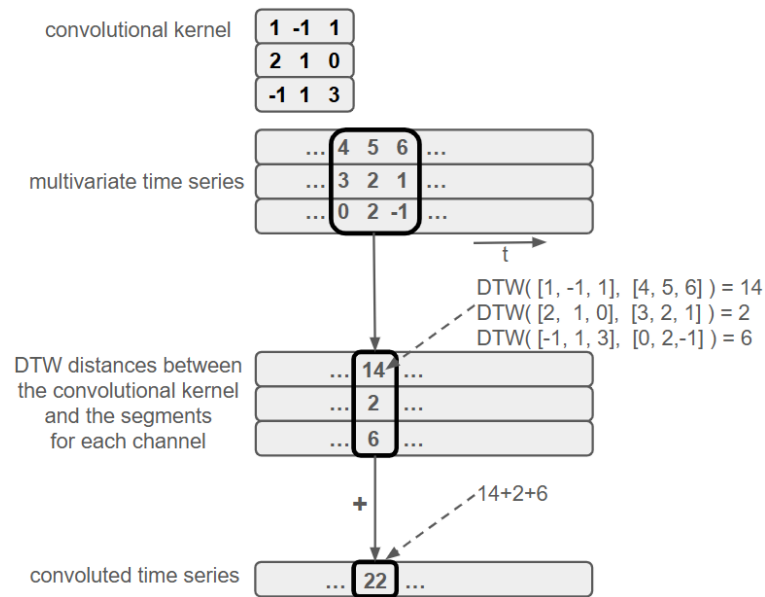 convolutional kernel
1 -1 1
2 1 0
-1 1 3
multivariate time series
... 4 5 6 ...
... 3 2 1 ...
... 0 2 -1 ...
t
DTW( [1, -1, 1], [4, 5, 6] ) = 14
DTW( [2, 1, 0], [3, 2, 1] ) = 2
DTW( [-1, 1, 3], [0, 2,-1] ) = 6
DTW distances between
the convolutional kernel
and the segments
for each channel
... 14 ...
... 2 ...
... 6 ...
+
14+2+6
convoluted time series
... 22 ...